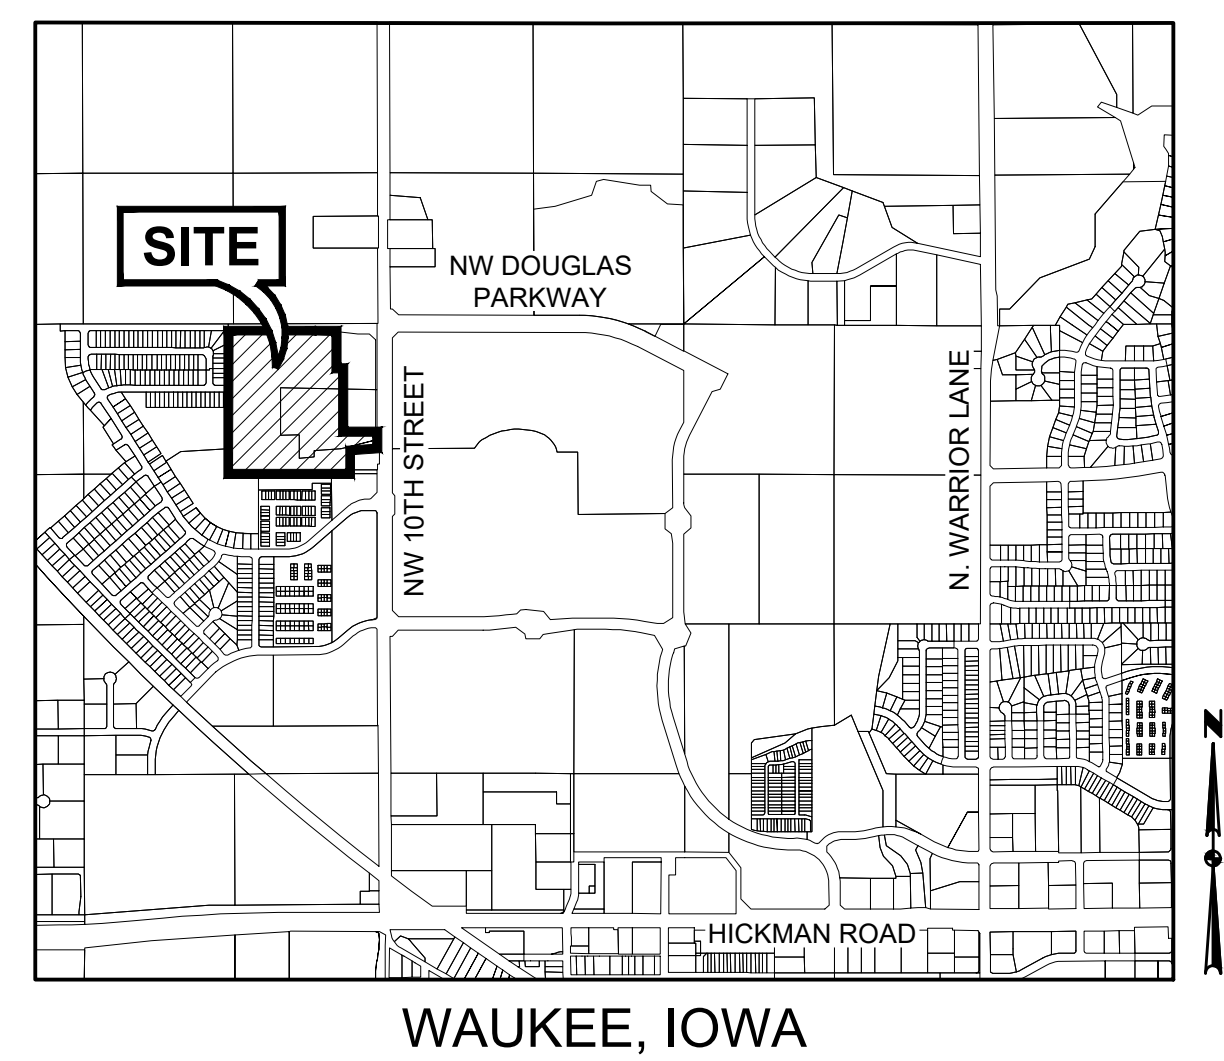 SITE
NW DOUGLAS
PARKWAY
NW 10TH STREET
N. WARRIOR LANE
HICKMAN ROAD
N
WAUKEE, IOWA